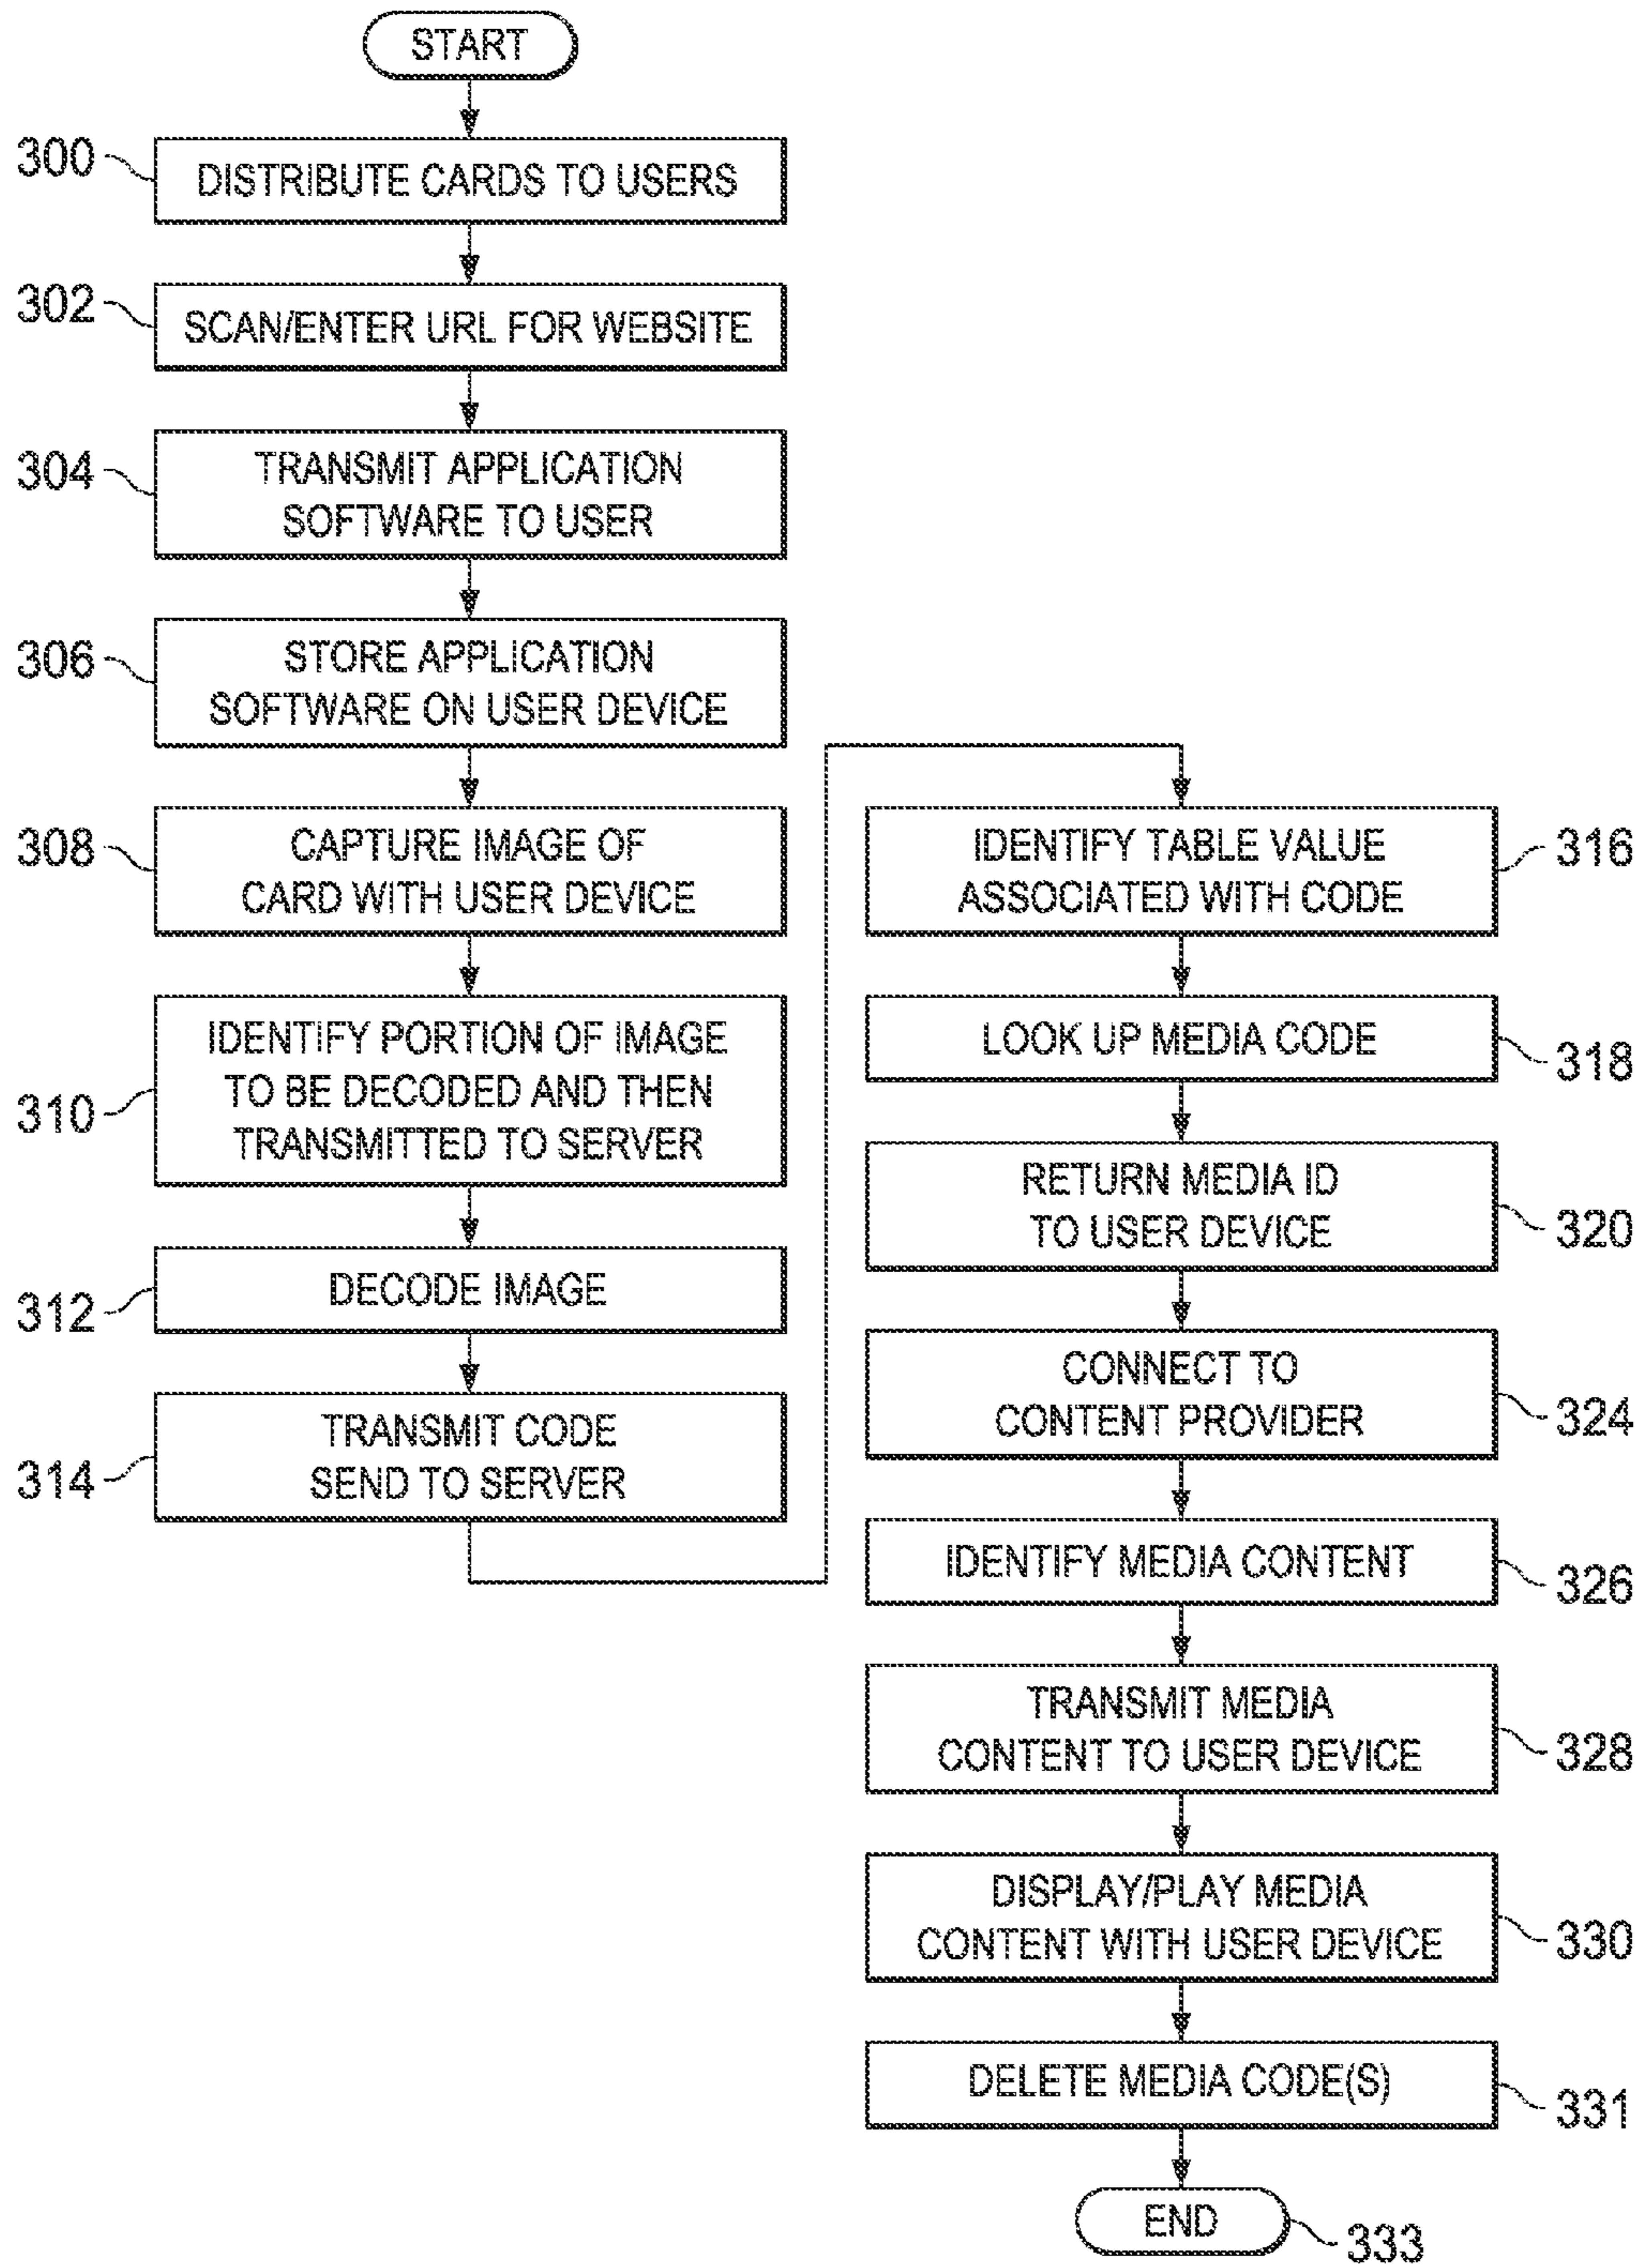 START
300
DISTRIBUTE CARDS TO USERS
302
SCAN/ENTER URL FOR WEBSITE
304
TRANSMIT APPLICATION
SOFTWARE TO USER
306
STORE APPLICATION
SOFTWARE ON USER DEVICE
308
CAPTURE IMAGE OF
CARD WITH USER DEVICE
310
IDENTIFY PORTION OF IMAGE
TO BE DECODED AND THEN
TRANSMITTED TO SERVER
312
DECODE IMAGE
314
TRANSMIT CODE
SEND TO SERVER
IDENTIFY TABLE VALUE
ASSOCIATED WITH CODE
316
LOOK UP MEDIA CODE
318
RETURN MEDIA ID
TO USER DEVICE
320
CONNECT TO
CONTENT PROVIDER
324
IDENTIFY MEDIA CONTENT
326
TRANSMIT MEDIA
CONTENT TO USER DEVICE
328
DISPLAY/PLAY MEDIA
CONTENT WITH USER DEVICE
330
DELETE MEDIA CODE(S)
331
END
333